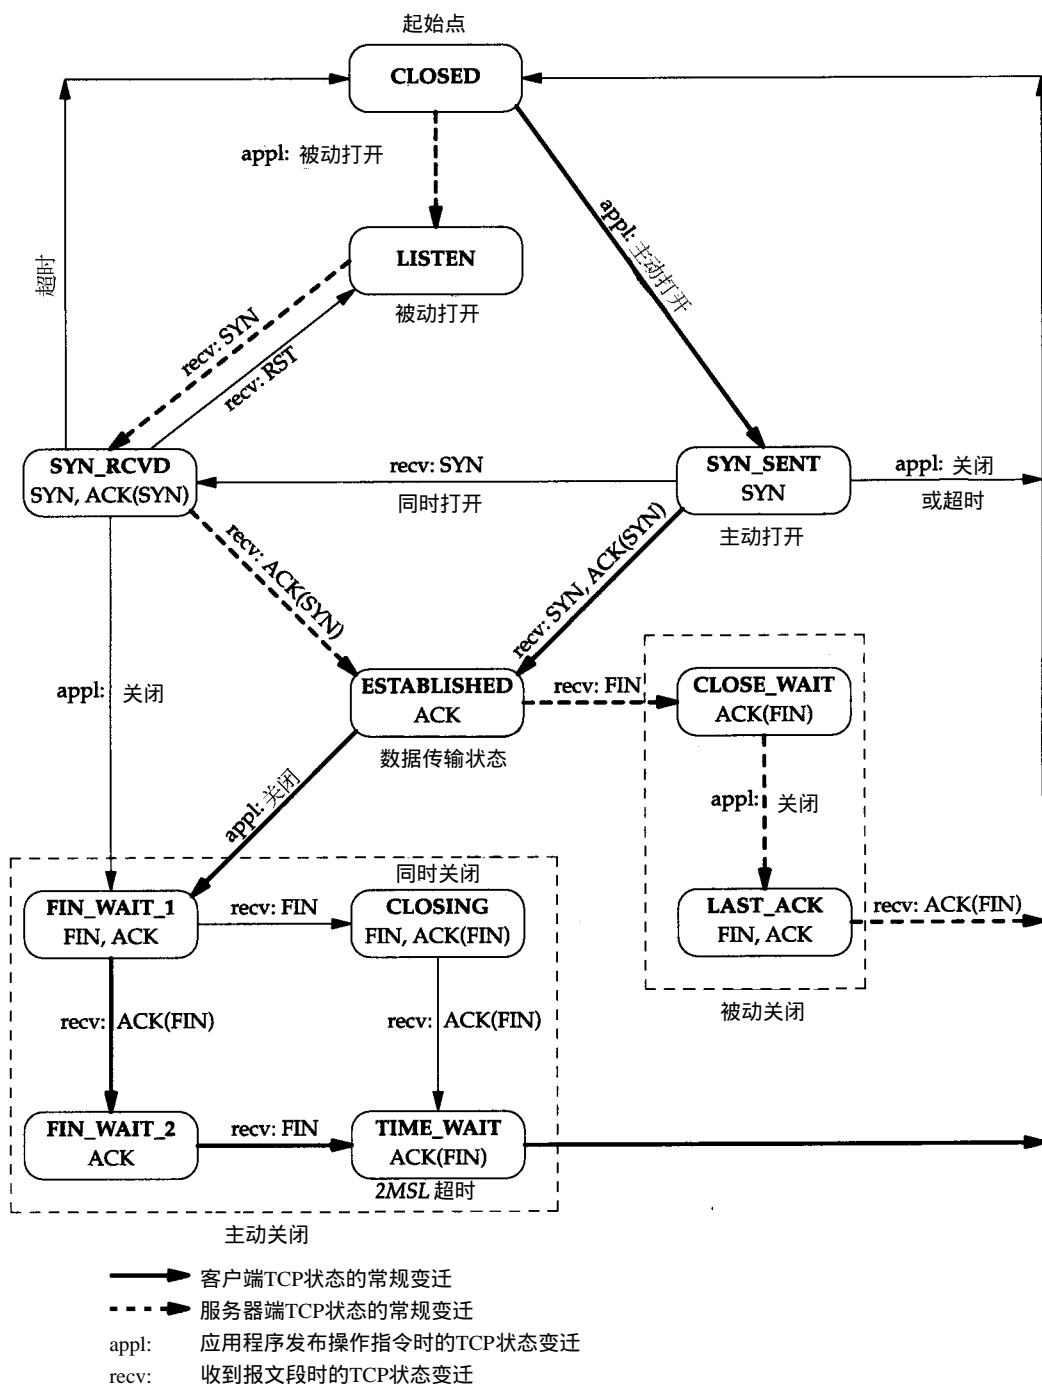 起始点
CLOSED
appl: 被动打开
appl: 主动打开
LISTEN
被动打开
超时
recv: SYN
recv: RST
SYN_RCVD
SYN, ACK(SYN)
recv: SYN
同时打开
SYN_SENT
SYN
主动打开
appl: 关闭
或超时
recv: ACK(SYN)
recv: SYN, ACK(SYN)
appl: 关闭
ESTABLISHED
ACK
数据传输状态
recv: FIN
CLOSE_WAIT
ACK(FIN)
appl: 关闭
appl: 关闭
LAST_ACK
FIN, ACK
recv: ACK(FIN)
被动关闭
同时关闭
FIN_WAIT_1
FIN, ACK
recv: FIN
CLOSING
FIN, ACK(FIN)
recv: ACK(FIN)
recv: ACK(FIN)
FIN_WAIT_2
ACK
recv: FIN
TIME_WAIT
ACK(FIN)
2MSL 超时
主动关闭
客户端TCP状态的常规变迁
服务器端TCP状态的常规变迁
appl: 应用程序发布操作指令时的TCP状态变迁
recv: 收到报文段时的TCP状态变迁